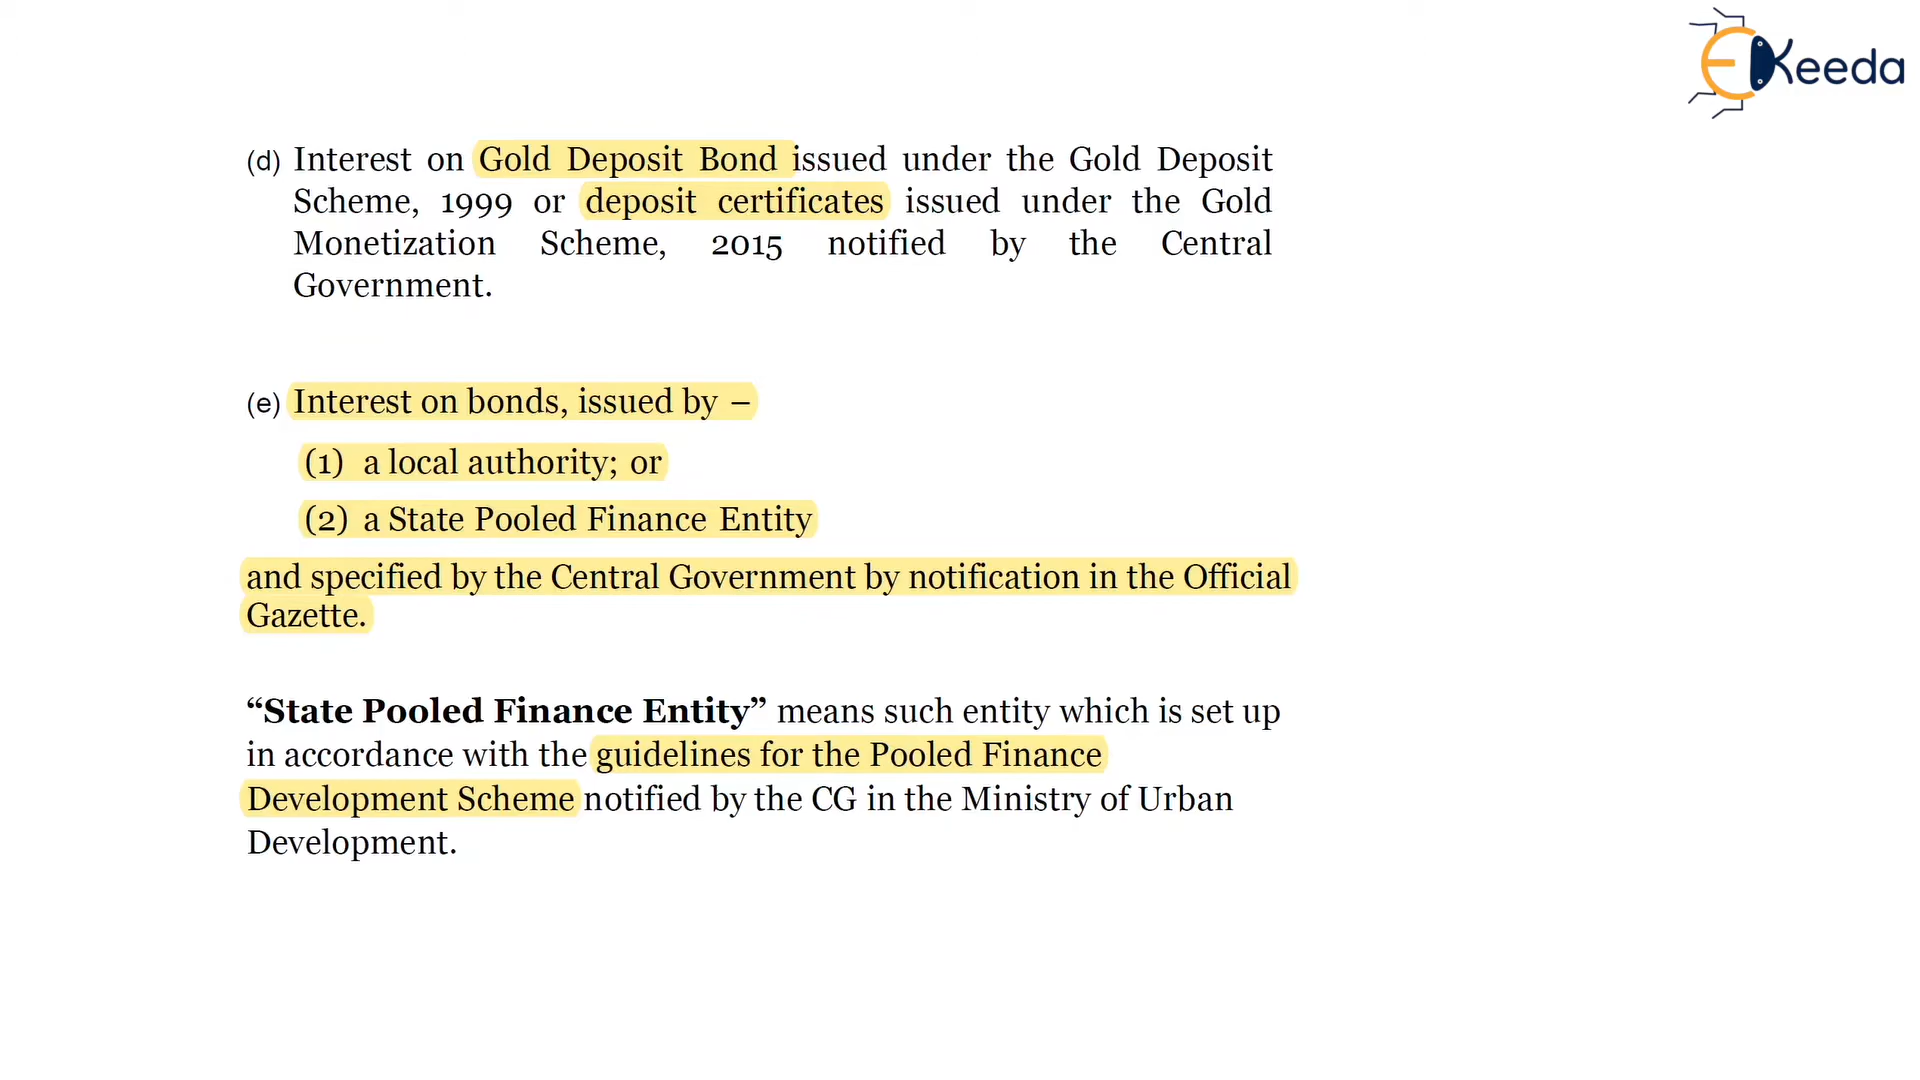 EKeeda
(d) Interest on Gold Deposit Bond issued under the Gold Deposit
Scheme, 1999 or deposit certificates issued under the Gold
Monetization Scheme, 2015 notified by the Central
Government.
(e) Interest on bonds, issued by –
(1) a local authority; or
(2) a State Pooled Finance Entity
and specified by the Central Government by notification in the Official
Gazette.
“State Pooled Finance Entity” means such entity which is set up
in accordance with the guidelines for the Pooled Finance
Development Scheme notified by the CG in the Ministry of Urban
Development.